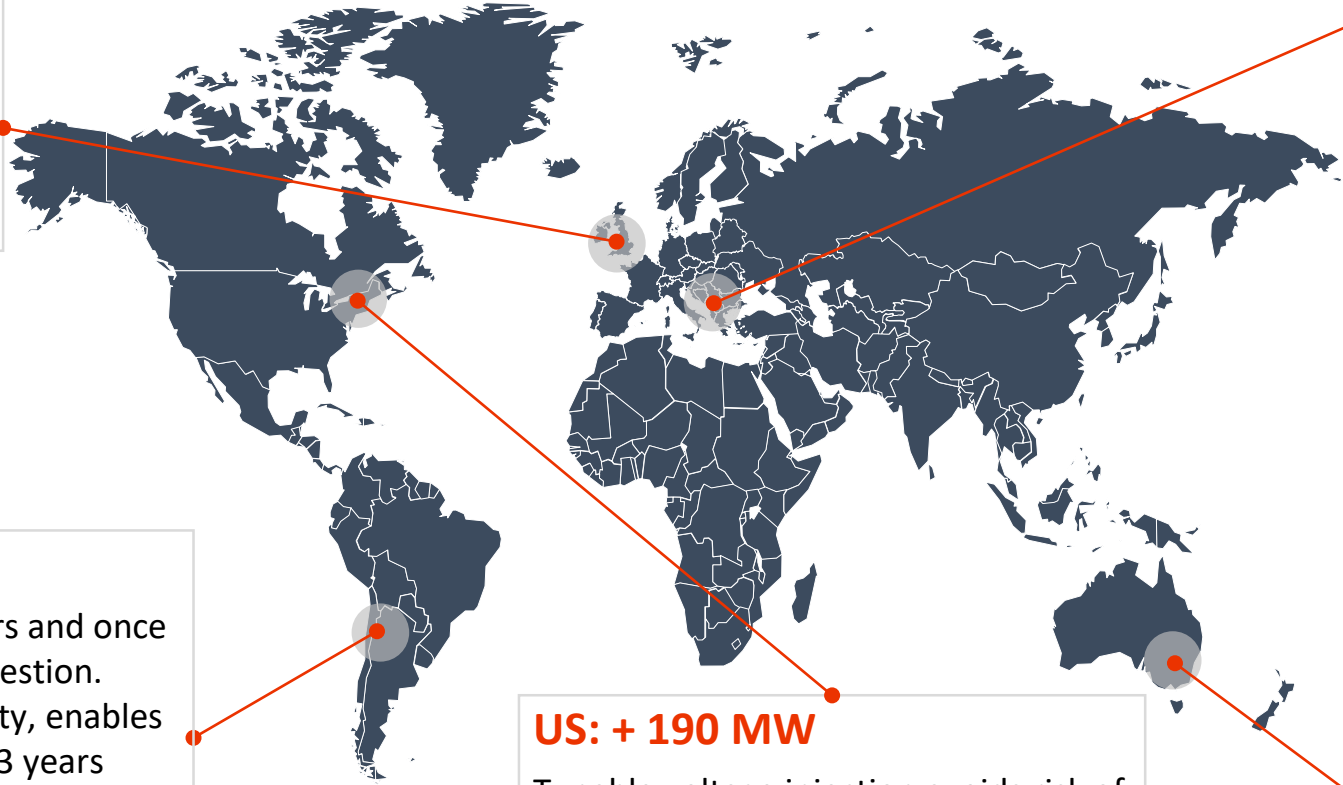 rs and once
estion.
ty, enables
3 years
US: + 190 MW